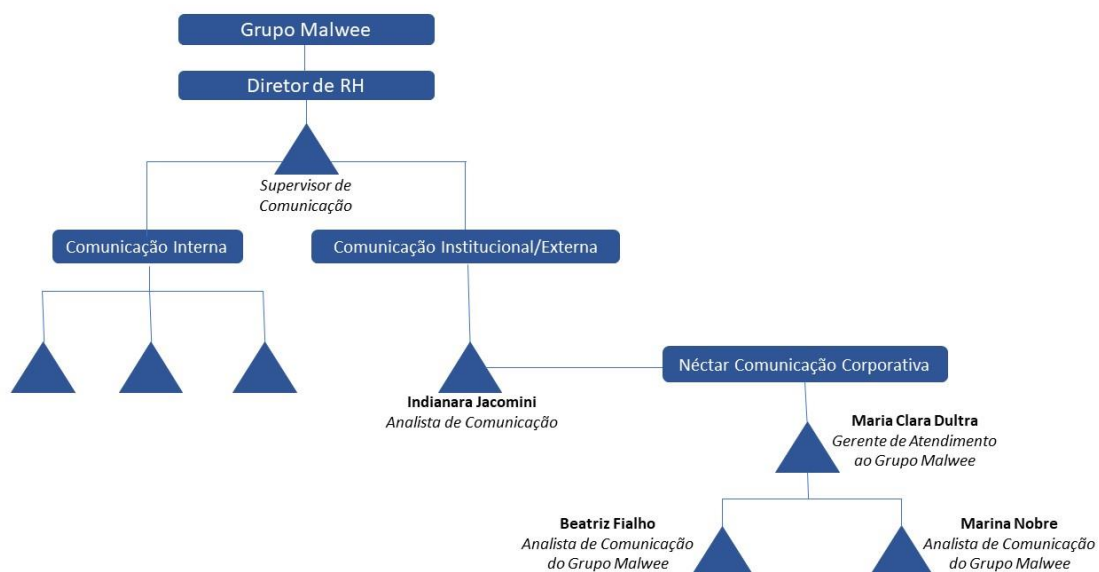 Grupo Malwee
Diretor de RH
Supervisor de
Comunicação
Comunicação Interna
Comunicação Institucional/Externa
Néctar Comunicação Corporativa
Indianara Jacomini
Analista de Comunicação
Maria Clara Dultra
Gerente de Atendimento
ao Grupo Malwee
Beatriz Fialho
Analista de Comunicação
do Grupo Malwee
Marina Nobre
Analista de Comunicação
do Grupo Malwee